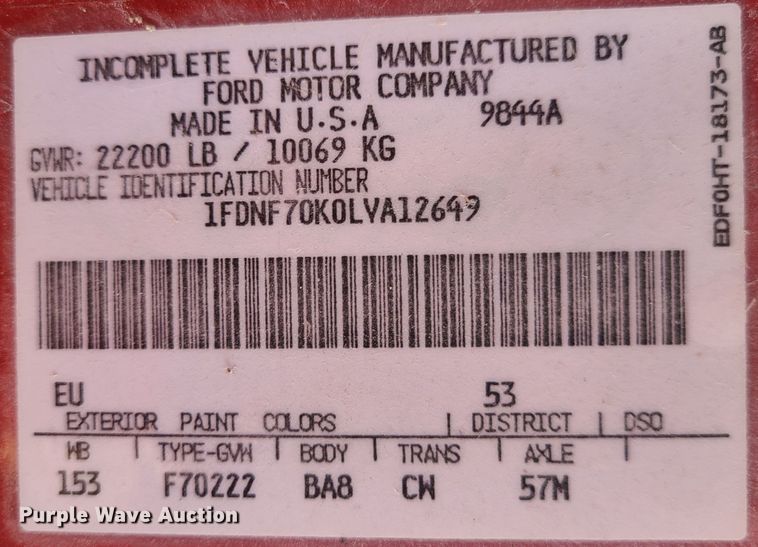 INCOMPLETE VEHICLE MANUFACTURED BY
FORD MOTOR COMPANY
MADE IN U.S.A 9844A
GVWR: 22200 LB / 10069 KG
VEHICLE IDENTIFICATION NUMBER
1FDNF70K0LVA12649
EDF0HT-18173-AB
EU 53
EXTERIOR PAINT COLORS | DISTRICT | DSO
WB | TYPE-GVW | BODY | TRANS | AXLE |
153 F70222 BA8 CW 57M
Purple Wave Auction